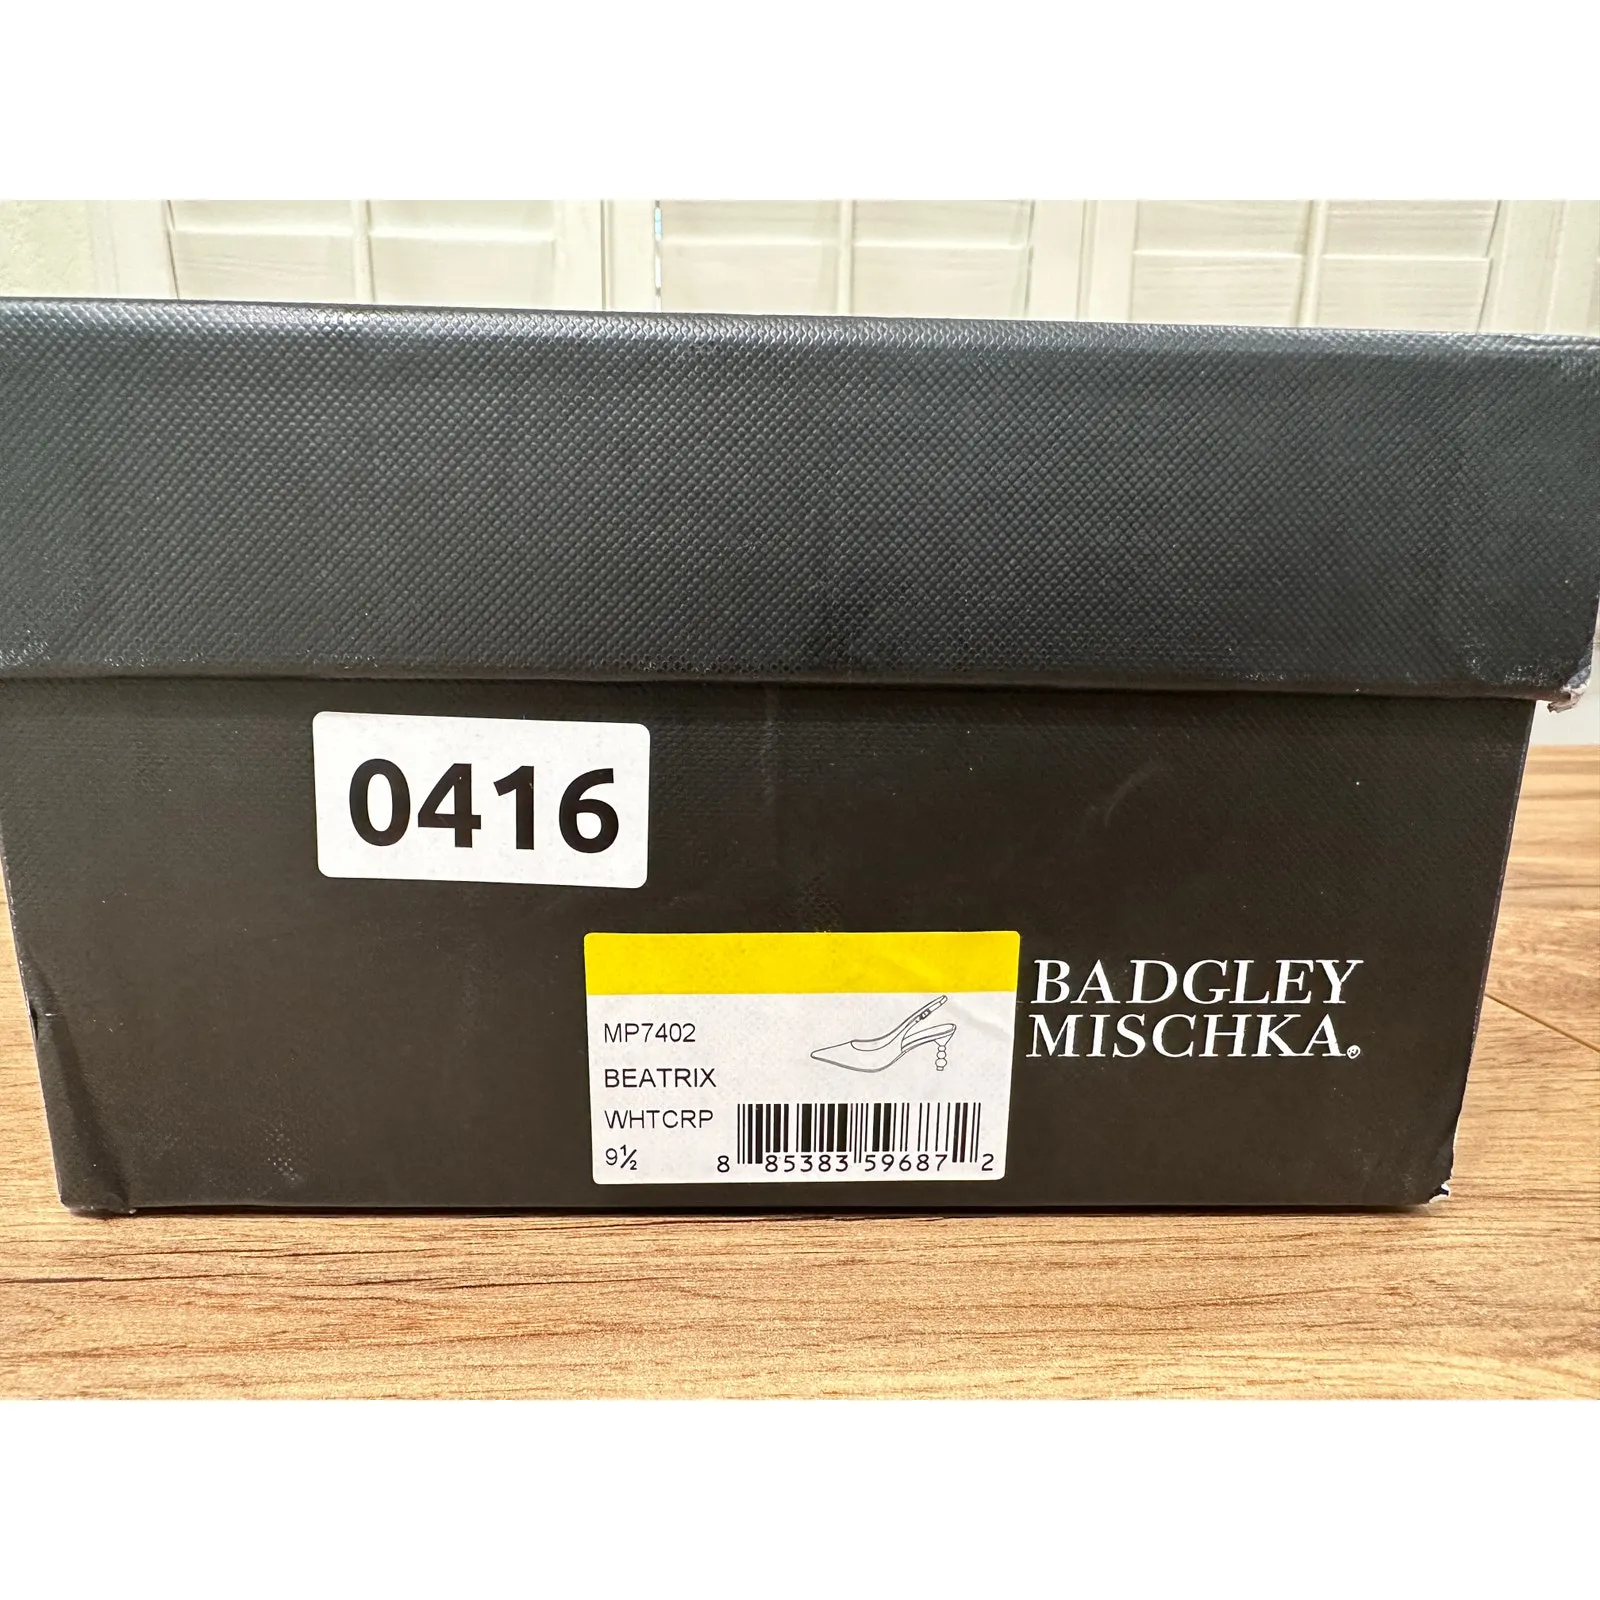 0416
BADGLEY
MISCHKA®
MP7402
BEATRIX
WHTCRP
9½
8 85383 59687 2